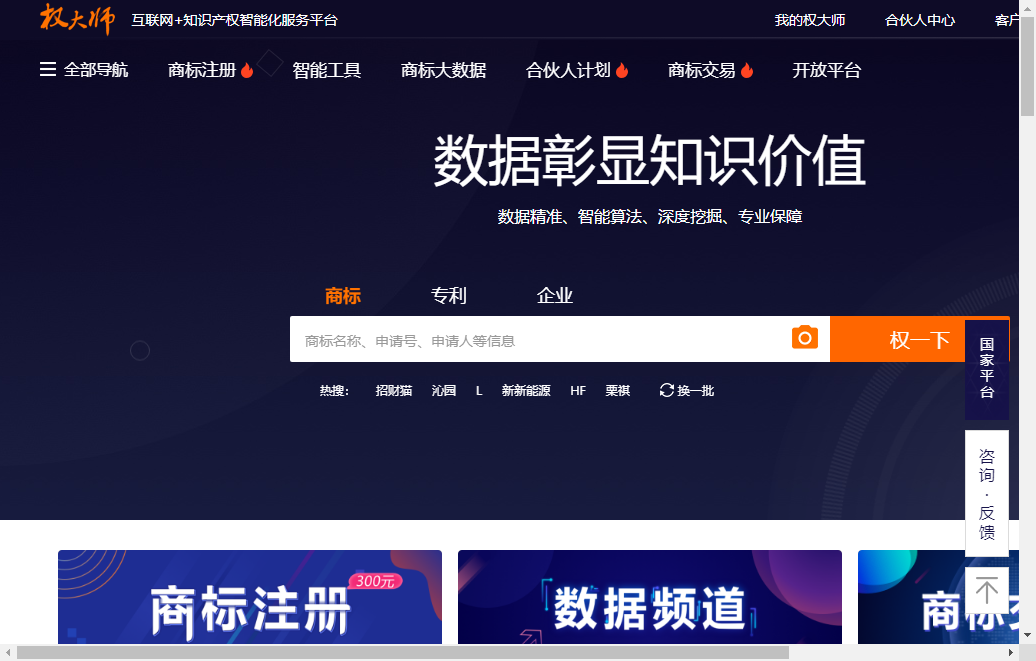 权大师 互联网+知识产权智能化服务平台 我的权大师 合伙人中心 客户
全部导航 商标注册 智能工具 商标大数据 合伙人计划 商标交易 开放平台
数据彰显知识价值
数据精准、智能算法、深度挖掘、专业保障
商标 专利 企业
商标名称、申请号、申请人等信息 权一下
热搜： 招财猫 沁园 L 新新能源 HF 栗祺 换一批
国家平台
咨询·反馈
商标注册 300元
数据频道
商标交